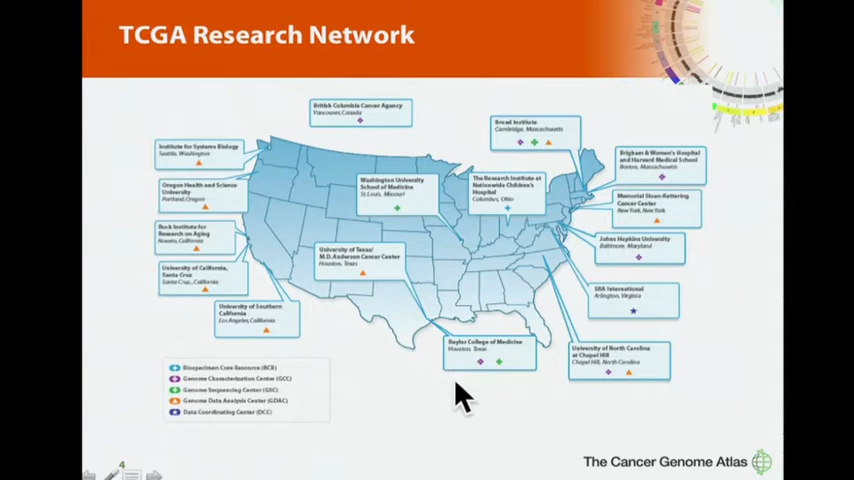 TCGA Research Network
British Columbia Cancer Agency
Vancouver, Canada
Broad Institute
Cambridge, Massachusetts
Institute for Systems Biology
Seattle, Washington
Brigham & Women's Hospital
and Harvard Medical School
Boston, Massachusetts
Washington University
School of Medicine
St. Louis, Missouri
The Research Institute at
Nationwide Children's
Hospital
Columbus, Ohio
Oregon Health and Science
University
Portland, Oregon
Memorial Sloan-Kettering
Cancer Center
New York, New York
Buck Institute for
Research on Aging
Novato, California
Johns Hopkins University
Baltimore, Maryland
University of Texas/
M.D. Anderson Cancer Center
Houston, Texas
University of California,
Santa Cruz
Santa Cruz, California
SRA International
Arlington, Virginia
University of Southern
California
Los Angeles, California
Baylor College of Medicine
Houston, Texas
University of North Carolina
at Chapel Hill
Chapel Hill, North Carolina
Biospecimen Core Resource (BCR)
Genome Characterization Center (GCC)
Genome Sequencing Center (GSC)
Genome Data Analysis Center (GDAC)
Data Coordinating Center (DCC)
4
The Cancer Genome Atlas